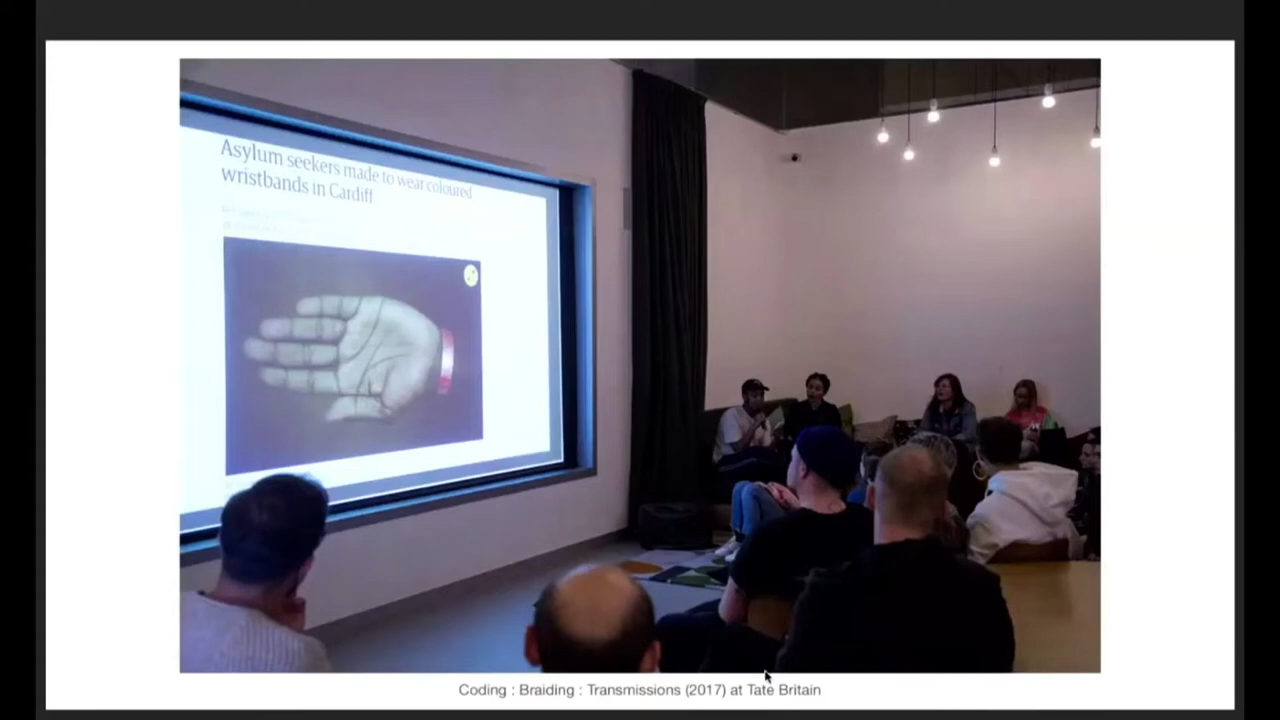 Asylum seekers made to wear coloured
wristbands in Cardiff
Coding : Braiding : Transmissions (2017) at Tate Britain